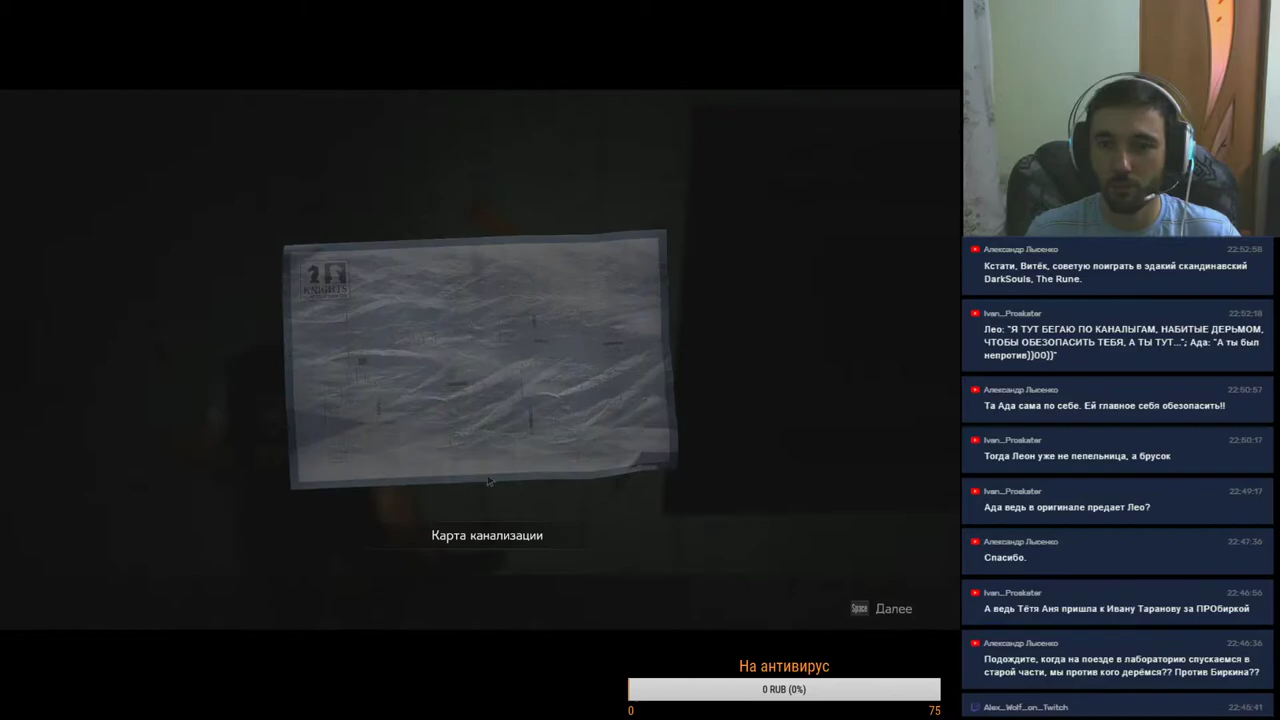 KNIGHTS
Карта канализации
Space Далее
На антивирус
0 RUB (0%)
0
75
Александр Лысенко 22:52:58
Кстати, Витёк, советую поиграть в эдакий скандинавский
DarkSouls, The Rune.
Ivan_Proskater 22:52:18
Лео: "Я ТУТ БЕГАЮ ПО КАНАЛЫГАМ, НАБИТЫЕ ДЕРЬМОМ,
ЧТОБЫ ОБЕЗОПАСИТЬ ТЕБЯ, А ТЫ ТУТ..."; Ада: "А ты был
непротив))00))"
Александр Лысенко 22:50:57
Та Ада сама по себе. Ей главное себя обезопасить!!
Ivan_Proskater 22:50:17
Тогда Леон уже не пепельница, а брусок
Ivan_Proskater 22:49:17
Ада ведь в оригинале предает Лео?
Александр Лысенко 22:47:36
Спасибо.
Ivan_Proskater 22:46:56
А ведь Тётя Аня пришла к Ивану Таранову за ПРОбиркой
Александр Лысенко 22:46:36
Подождите, когда на поезде в лабораторию спускаемся в
старой части, мы против кого дерёмся?? Против Биркина??
Alex_Wolf_on_Twitch 22:45:41